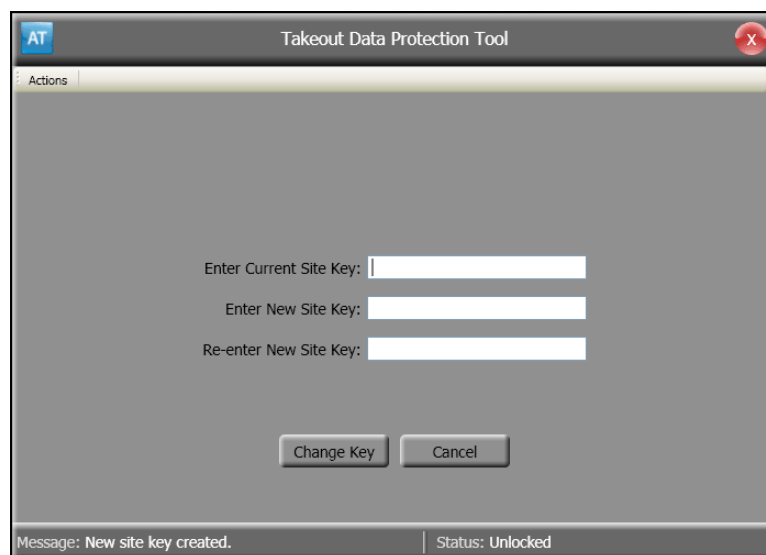 AT
Takeout Data Protection Tool
X
Actions
Enter Current Site Key:
Enter New Site Key:
Re-enter New Site Key:
Change Key
Cancel
Message: New site key created.
Status: Unlocked